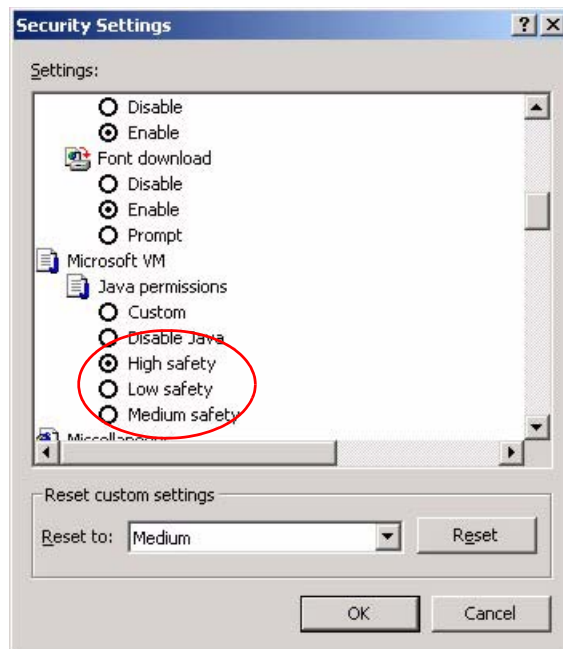 Security Settings
Settings:
Disable
Enable
Font download
Disable
Enable
Prompt
Microsoft VM
Java permissions
Custom
Disable Java
High safety
Low safety
Medium safety
Miscellaneous
Reset custom settings
Reset to: Medium Reset
OK Cancel